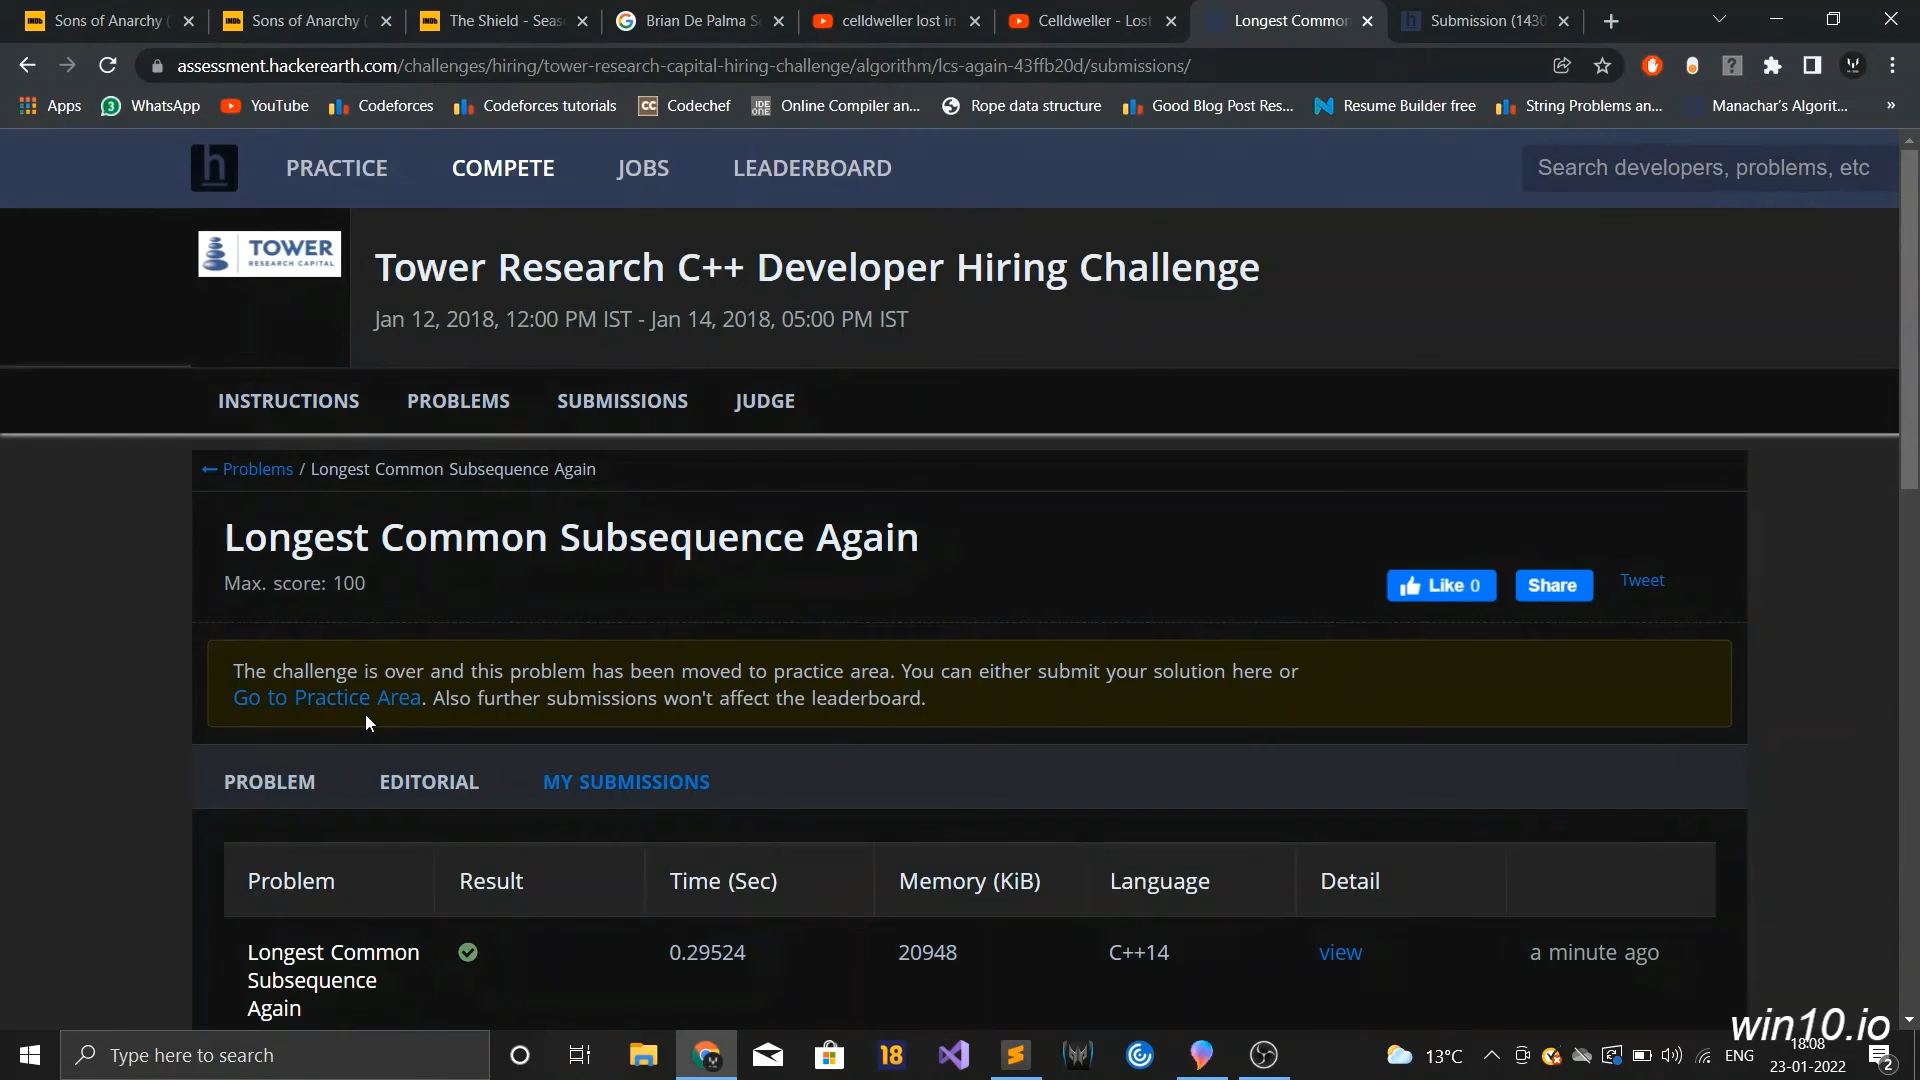 Sons of Anarchy (
Sons of Anarchy (
The Shield - Seas
Brian De Palma S
celldweller lost in
Celldweller - Lost
Longest Common
Submission (1430
assessment.hackerearth.com/challenges/hiring/tower-research-capital-hiring-challenge/algorithm/lcs-again-43ffb20d/submissions/
Apps
WhatsApp
YouTube
Codeforces
Codeforces tutorials
Codechef
Online Compiler an...
Rope data structure
Good Blog Post Res...
Resume Builder free
String Problems an...
Manachar's Algorit...
»
h PRACTICE COMPETE JOBS LEADERBOARD
Search developers, problems, etc
TOWER
RESEARCH CAPITAL
Tower Research C++ Developer Hiring Challenge
Jan 12, 2018, 12:00 PM IST - Jan 14, 2018, 05:00 PM IST
INSTRUCTIONS PROBLEMS SUBMISSIONS JUDGE
← Problems / Longest Common Subsequence Again
Longest Common Subsequence Again
Max. score: 100
Like 0
Share
Tweet
The challenge is over and this problem has been moved to practice area. You can either submit your solution here or
Go to Practice Area. Also further submissions won't affect the leaderboard.
PROBLEM EDITORIAL MY SUBMISSIONS
Problem Result Time (Sec) Memory (KiB) Language Detail
Longest Common 0.29524 20948 C++14 view a minute ago
Subsequence
Again
win10.io
Type here to search
18
13°C
ENG
18:08
23-01-2022
2